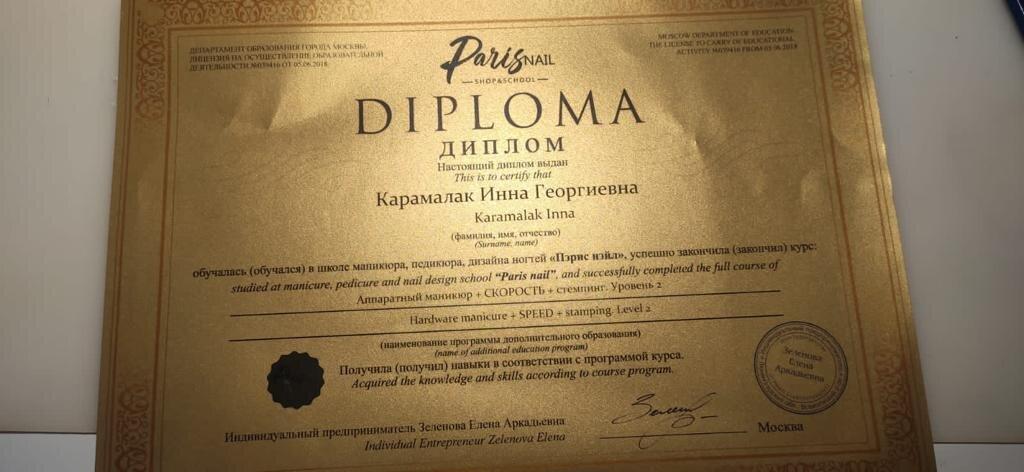 ДЕПАРТАМЕНТ ОБРАЗОВАНИЯ ГОРОДА МОСКВЫ,
ЛИЦЕНЗИЯ НА ОСУЩЕСТВЛЕНИЕ ОБРАЗОВАТЕЛЬНОЙ
ДЕЯТЕЛЬНОСТИ №039416 ОТ 05.06.2018
MOSCOW DEPARTMENT OF EDUCATION,
THE LICENSE TO CARRY OF EDUCATIONAL
ACTIVITY №039416 FROM 05.06.2018
Paris NAIL
SHOP&SCHOOL
DIPLOMA
ДИПЛОМ
Настоящий диплом выдан
This is to certify that
Карамалак Инна Георгиевна
Karamalak Inna
(фамилия, имя, отчество)
(Surname, name)
обучалась (обучался) в школе маникюра, педикюра, дизайна ногтей «Пэрис нэйл», успешно закончила (закончил) курс:
studied at manicure, pedicure and nail design school "Paris nail", and successfully completed the full course of
Аппаратный маникюр + СКОРОСТЬ + стемпинг. Уровень 2
Hardware manicure + SPEED + stamping. Level 2
(наименование программы дополнительного образования)
(name of additional education program)
Получила (получил) навыки в соответствии с программой курса.
Acquired the knowledge and skills according to course program.
Зеленова
Елена
Аркадьевна
Индивидуальный предприниматель Зеленова Елена Аркадьевна
Individual Entrepreneur Zelenova Elena
Москва